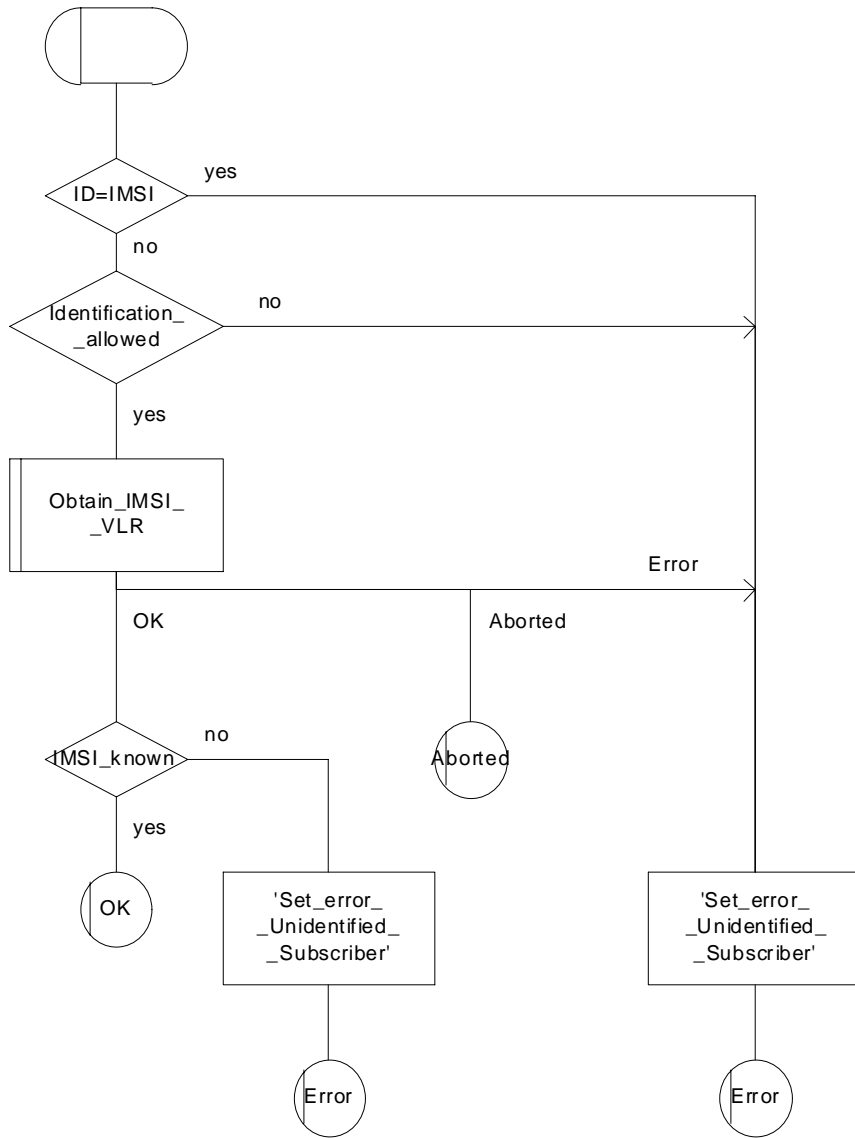 yes
ID=IMSI
no
Identification_
_allowed
no
yes
Obtain_IMSI_
_VLR
Error
OK
Aborted
no
IMSI_known
Aborted
yes
OK
'Set_error_
_Unidentified_
_Subscriber'
'Set_error_
_Unidentified_
_Subscriber'
Error
Error